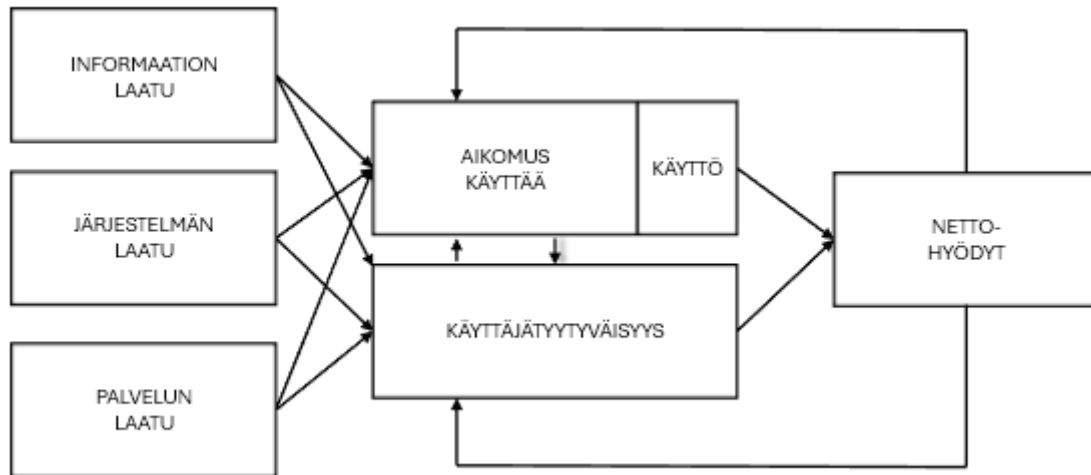 INFORMAATION
LAATU
JÄRJESTELMÄN
LAATU
PALVELUN
LAATU
AIKOMUS
KÄYTTÄÄ
KÄYTTÖ
KÄYTTÄJÄTYYTYVÄISYYS
NETTO-
HYÖDYT